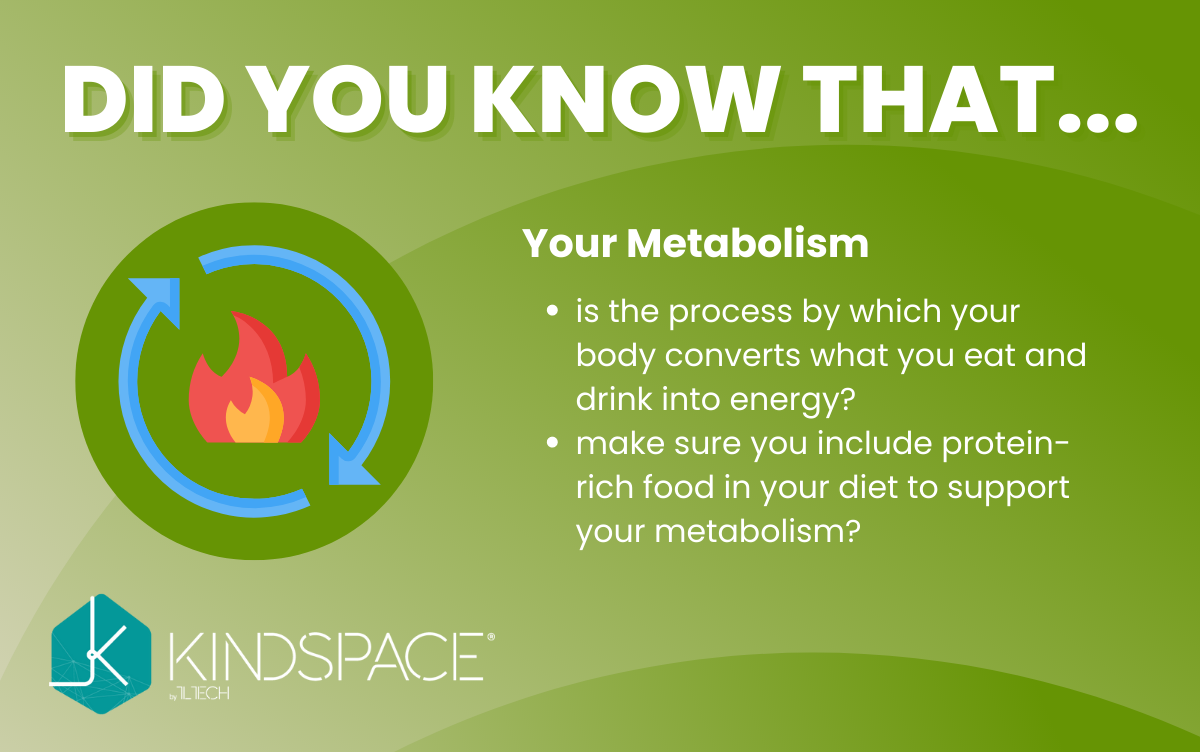 DID YOU KNOW THAT...
Your Metabolism
• is the process by which your
body converts what you eat and
drink into energy?
• make sure you include protein-
rich food in your diet to support
your metabolism?
KINDSPACE®
by 1LTECH